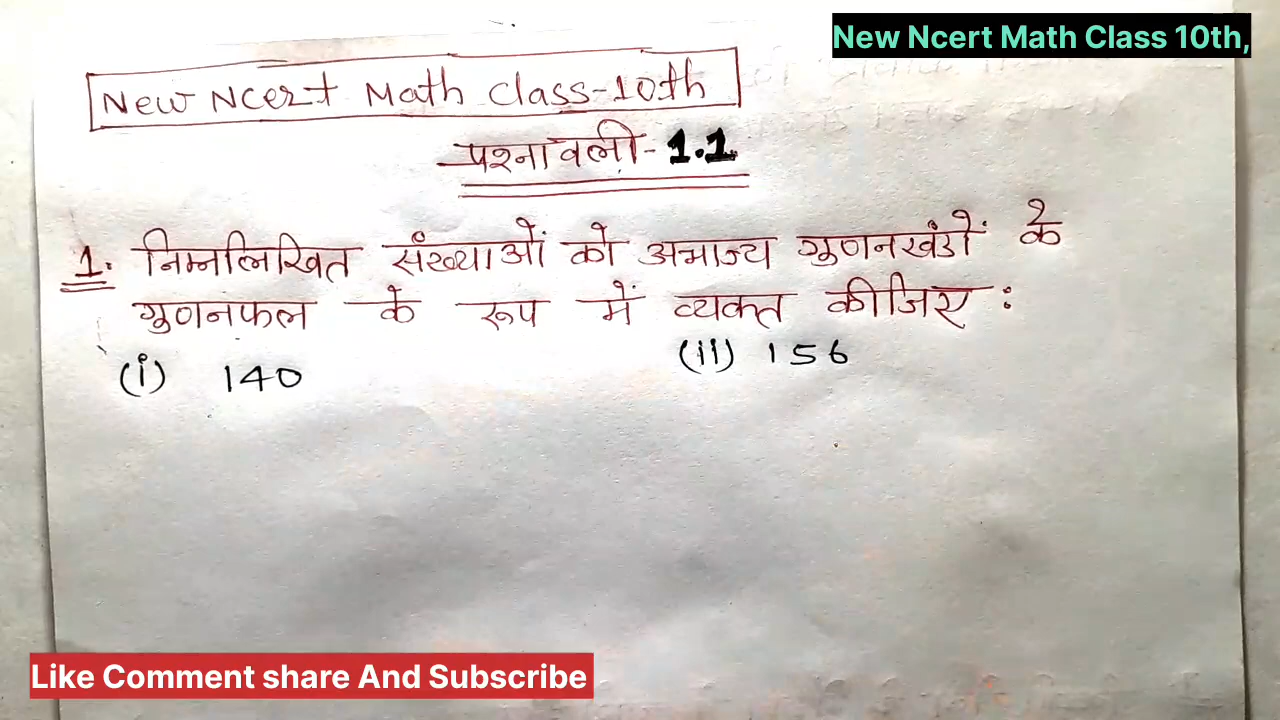 New Ncert Math Class 10th,
New Ncert Math Class-10th
प्रश्नावली-1.1
1. निम्नलिखित संख्याओं को अभाज्य गुणनखंडों के
गुणनफल के रूप में व्यक्त कीजिए :
(i) 140 (ii) 156
Like Comment share And Subscribe